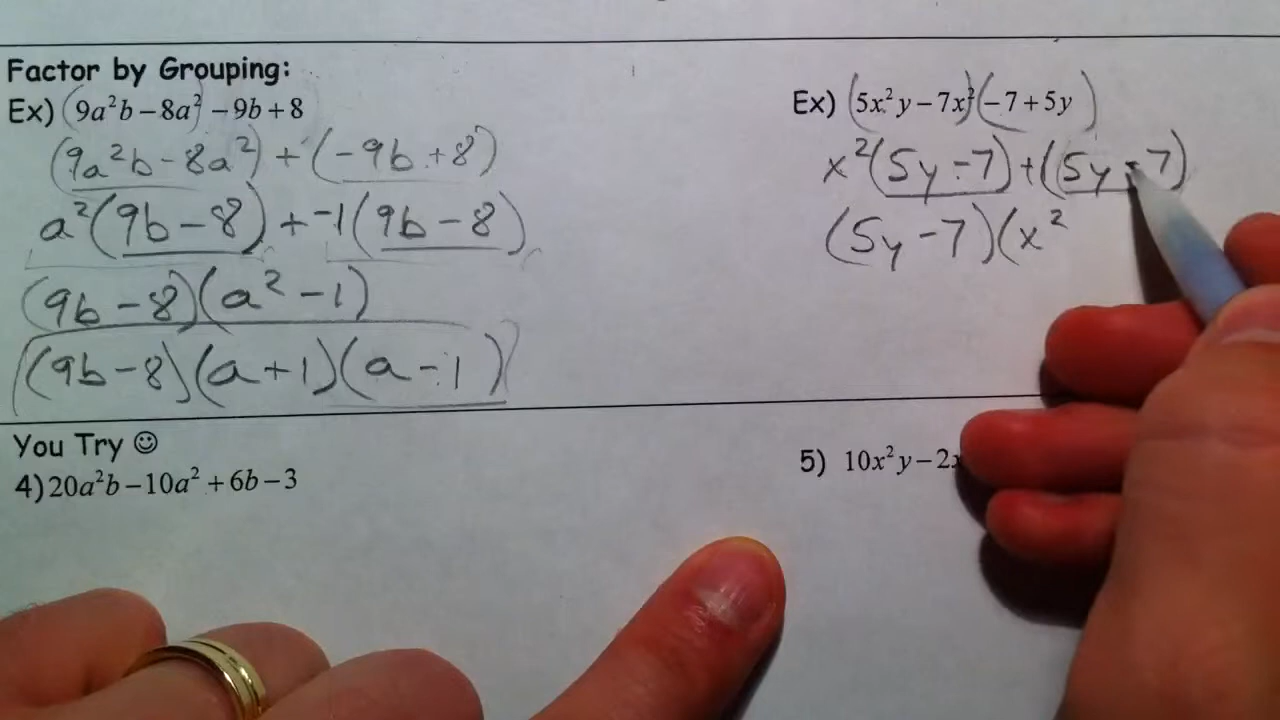 Factor by Grouping:
Ex) (9a²b – 8a²) – 9b + 8
(9a²b – 8a²) + (–9b + 8)
a²(9b – 8) + –1(9b – 8)
(9b – 8)(a² – 1)
(9b – 8)(a + 1)(a – 1)
Ex) (5x²y – 7x²)(–7 + 5y)
x²(5y – 7) + (5y – 7)
(5y – 7)(x²
You Try ☺
4) 20a²b – 10a² + 6b – 3
5) 10x²y – 2